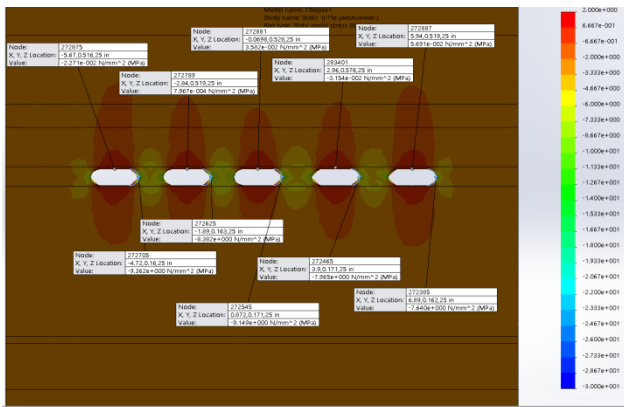 Model name: Сборка1
Study name: Static 1(-По умолчанию-)
Node: 272881
X, Y, Z Location: -0.0698,0.528,25 in
Value: 3.582e-002 N/mm^2 (MPa)
Node: 272887
X, Y, Z Location: 5.94,0.519,25 in
Value: 5.691e-002 N/mm^2 (MPa)
Node: 272875
X, Y, Z Location: -5.67,0.516,25 in
Value: -2.271e-002 N/mm^2 (MPa)
Node: 283401
X, Y, Z Location: 2.96,0.576,25 in
Value: -3.154e-002 N/mm^2 (MPa)
Node: 272789
X, Y, Z Location: -2.84,0.519,25 in
Value: 7.967e-004 N/mm^2 (MPa)
Node: 272625
X, Y, Z Location: -1.89,0.163,25 in
Value: -8.382e+000 N/mm^2 (MPa)
Node: 272705
X, Y, Z Location: -4.72,0.16,25 in
Value: -9.362e+000 N/mm^2 (MPa)
Node: 272465
X, Y, Z Location: 3.9,0.171,25 in
Value: -7.965e+000 N/mm^2 (MPa)
Node: 272385
X, Y, Z Location: 6.89,0.162,25 in
Value: -7.640e+000 N/mm^2 (MPa)
Node: 272545
X, Y, Z Location: 0.872,0.171,25 in
Value: -9.149e+000 N/mm^2 (MPa)
2.000e+000
6.667e-001
-6.667e-001
-2.000e+000
-3.333e+000
-4.667e+000
-6.000e+000
-7.333e+000
-8.667e+000
-1.000e+001
-1.133e+001
-1.267e+001
-1.400e+001
-1.533e+001
-1.667e+001
-1.800e+001
-1.933e+001
-2.067e+001
-2.200e+001
-2.333e+001
-2.467e+001
-2.600e+001
-2.733e+001
-2.867e+001
-3.000e+001